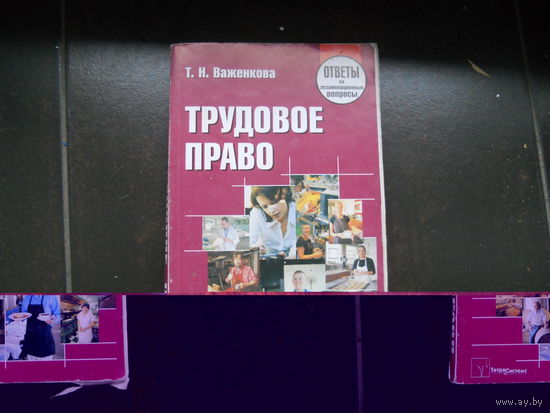 Т. Н. Важенкова
ОТВЕТЫ
на
экзаменационные
вопросы
ТРУДОВОЕ
ПРАВО
ТетраСистемс
www.ay.by